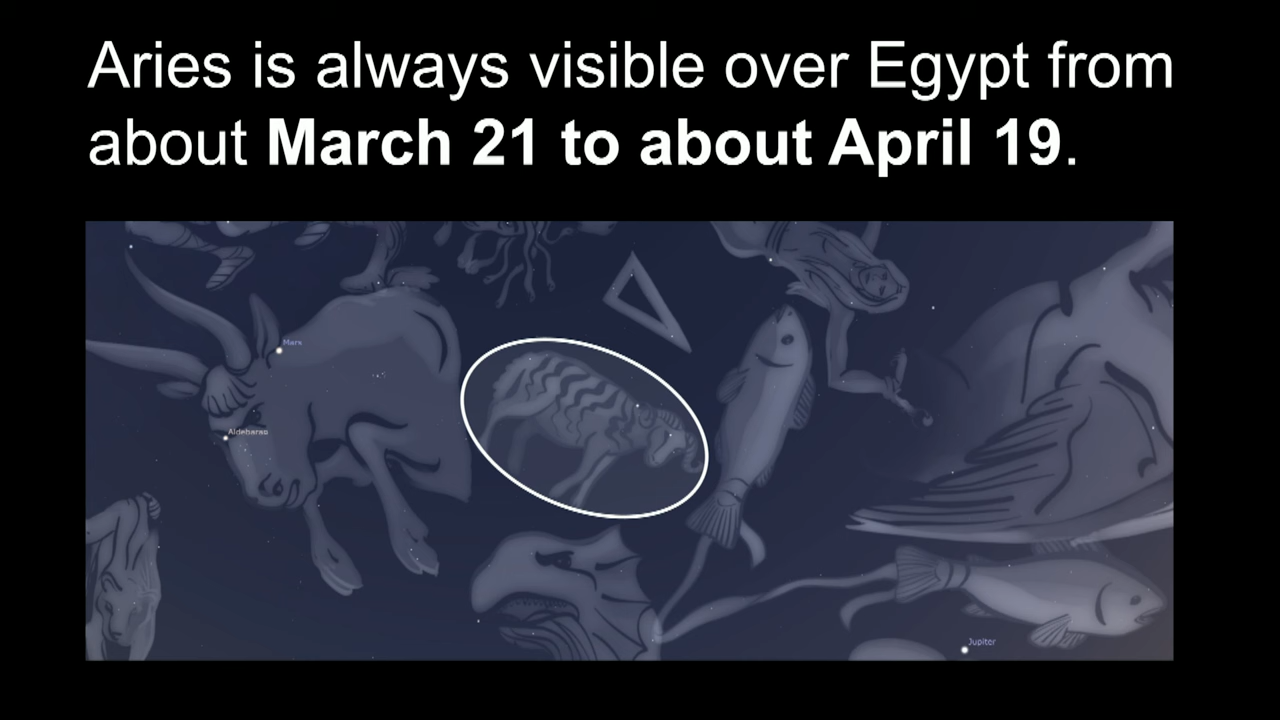 Aries is always visible over Egypt from
about March 21 to about April 19.
Mars
Aldebaran
Jupiter